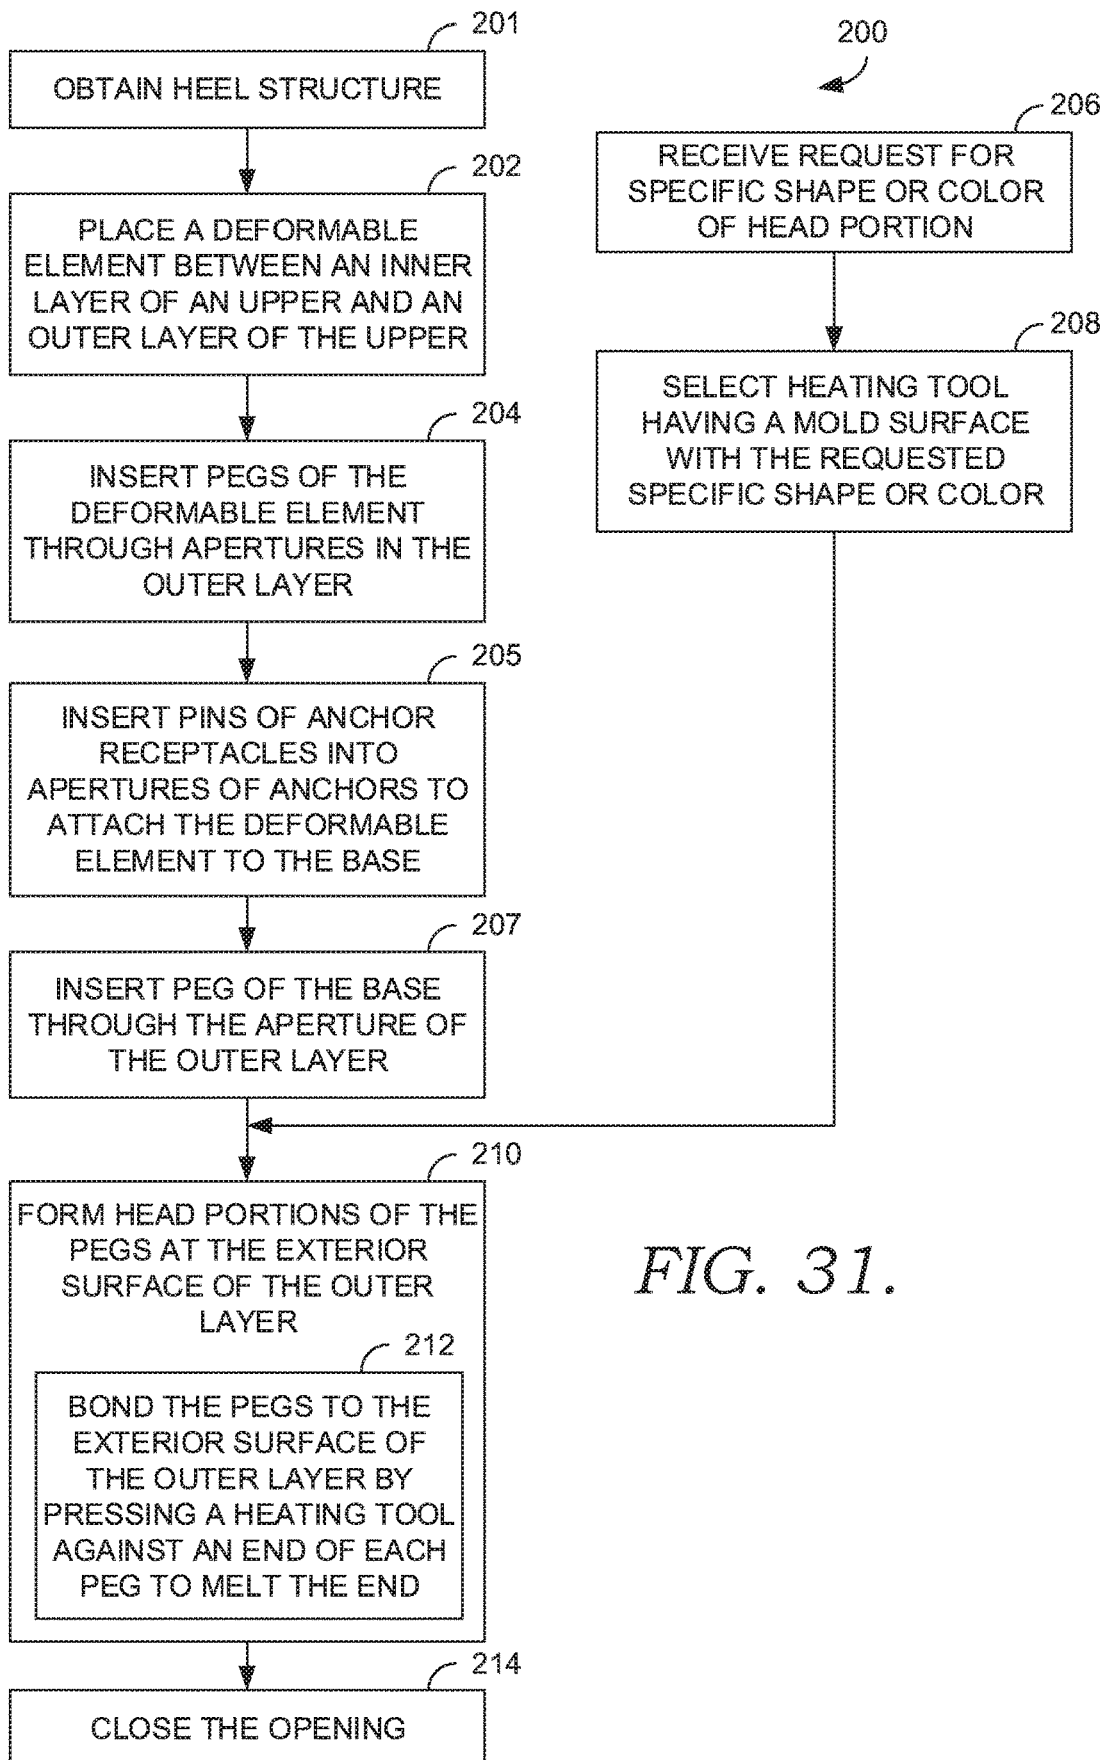 201
OBTAIN HEEL STRUCTURE
202
PLACE A DEFORMABLE
ELEMENT BETWEEN AN INNER
LAYER OF AN UPPER AND AN
OUTER LAYER OF THE UPPER
204
INSERT PEGS OF THE
DEFORMABLE ELEMENT
THROUGH APERTURES IN THE
OUTER LAYER
205
INSERT PINS OF ANCHOR
RECEPTACLES INTO
APERTURES OF ANCHORS TO
ATTACH THE DEFORMABLE
ELEMENT TO THE BASE
207
INSERT PEG OF THE BASE
THROUGH THE APERTURE OF
THE OUTER LAYER
200
206
RECEIVE REQUEST FOR
SPECIFIC SHAPE OR COLOR
OF HEAD PORTION
208
SELECT HEATING TOOL
HAVING A MOLD SURFACE
WITH THE REQUESTED
SPECIFIC SHAPE OR COLOR
210
FORM HEAD PORTIONS OF THE
PEGS AT THE EXTERIOR
SURFACE OF THE OUTER
LAYER
212
BOND THE PEGS TO THE
EXTERIOR SURFACE OF
THE OUTER LAYER BY
PRESSING A HEATING TOOL
AGAINST AN END OF EACH
PEG TO MELT THE END
214
CLOSE THE OPENING
FIG. 31.